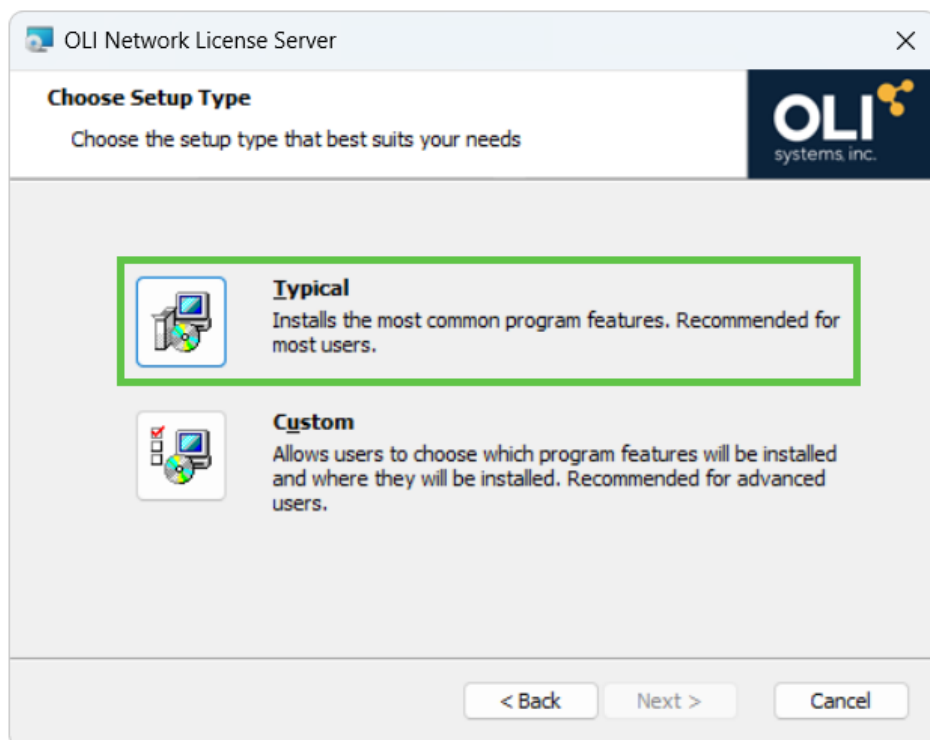 OLI Network License Server
Choose Setup Type
Choose the setup type that best suits your needs
OLI
systems, inc.
Typical
Installs the most common program features. Recommended for
most users.
Custom
Allows users to choose which program features will be installed
and where they will be installed. Recommended for advanced
users.
< Back Next > Cancel